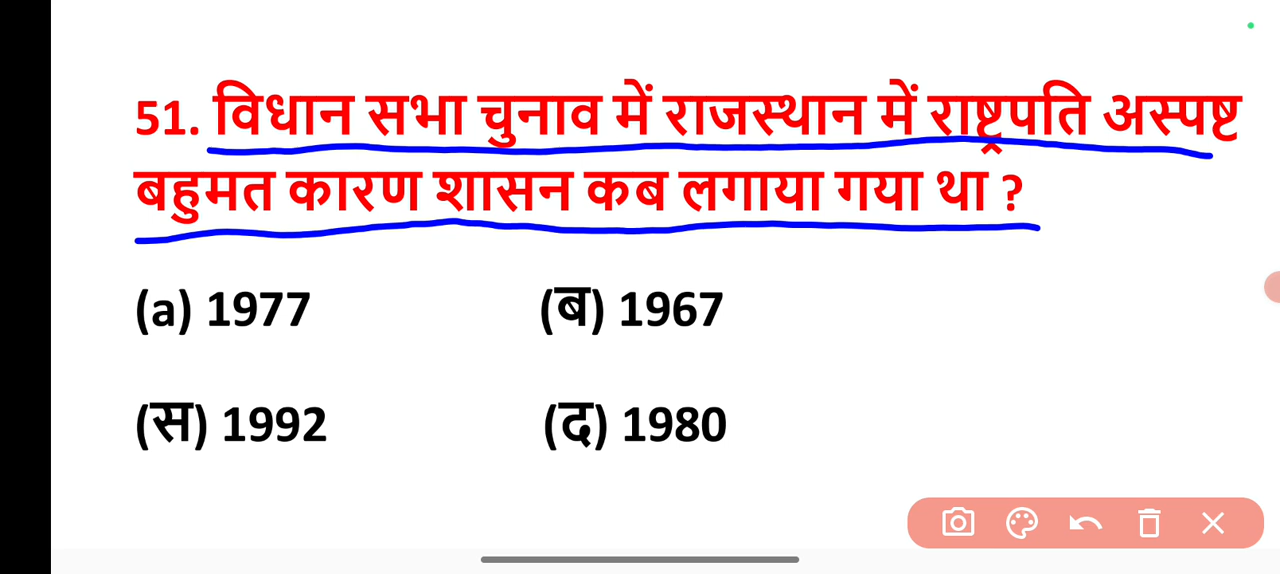 51. विधान सभा चुनाव में राजस्थान में राष्ट्रपति अस्पष्ट
बहुमत कारण शासन कब लगाया गया था ?
(a) 1977 (ब) 1967
(स) 1992 (द) 1980